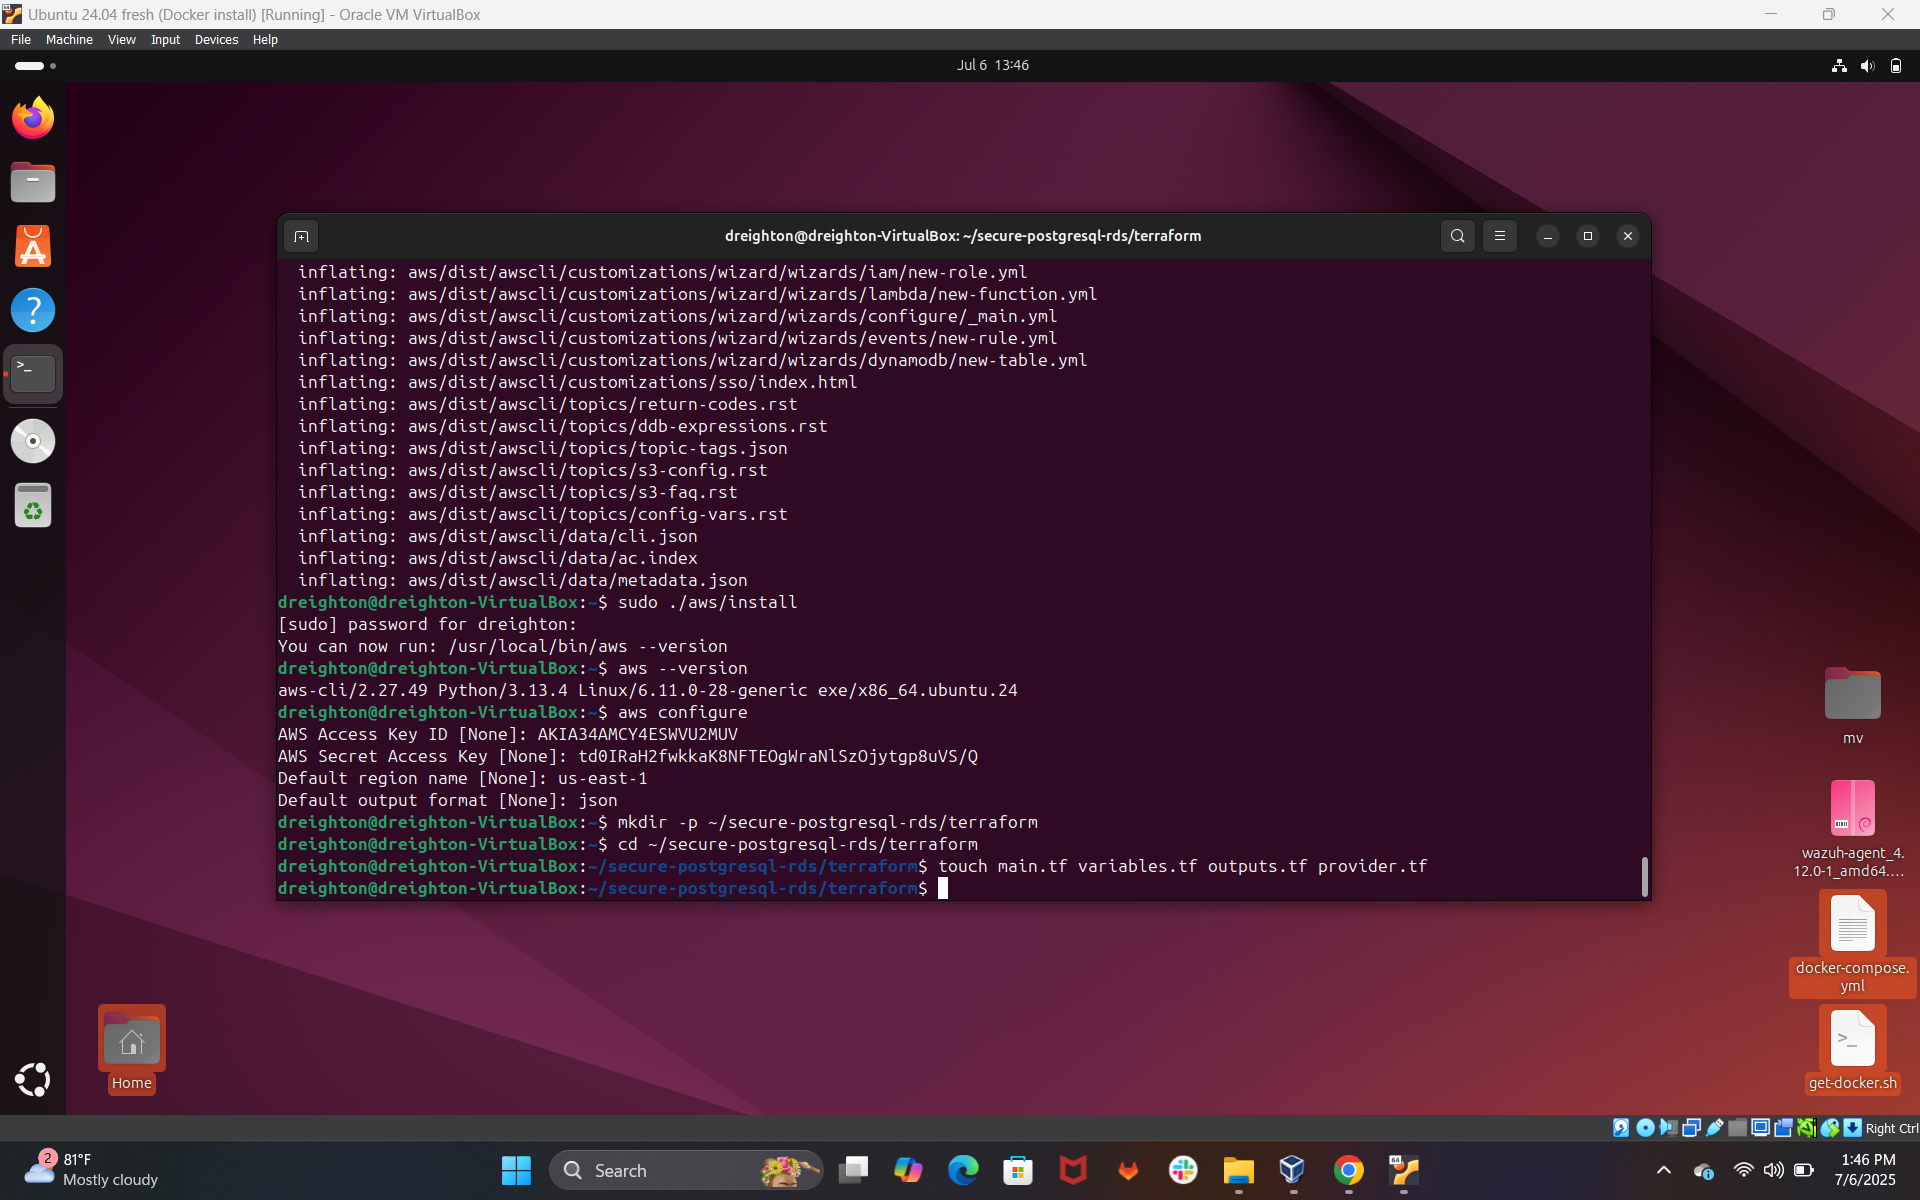 Ubuntu 24.04 fresh (Docker install) [Running] - Oracle VM VirtualBox
File Machine View Input Devices Help
Jul 6 13:46
dreighton@dreighton-VirtualBox: ~/secure-postgresql-rds/terraform
inflating: aws/dist/awscli/customizations/wizard/wizards/iam/new-role.yml
inflating: aws/dist/awscli/customizations/wizard/wizards/lambda/new-function.yml
inflating: aws/dist/awscli/customizations/wizard/wizards/configure/_main.yml
inflating: aws/dist/awscli/customizations/wizard/wizards/events/new-rule.yml
inflating: aws/dist/awscli/customizations/wizard/wizards/dynamodb/new-table.yml
inflating: aws/dist/awscli/customizations/sso/index.html
inflating: aws/dist/awscli/topics/return-codes.rst
inflating: aws/dist/awscli/topics/ddb-expressions.rst
inflating: aws/dist/awscli/topics/topic-tags.json
inflating: aws/dist/awscli/topics/s3-config.rst
inflating: aws/dist/awscli/topics/s3-faq.rst
inflating: aws/dist/awscli/topics/config-vars.rst
inflating: aws/dist/awscli/data/cli.json
inflating: aws/dist/awscli/data/ac.index
inflating: aws/dist/awscli/data/metadata.json
dreighton@dreighton-VirtualBox:~$ sudo ./aws/install
[sudo] password for dreighton:
You can now run: /usr/local/bin/aws --version
dreighton@dreighton-VirtualBox:~$ aws --version
aws-cli/2.27.49 Python/3.13.4 Linux/6.11.0-28-generic exe/x86_64.ubuntu.24
dreighton@dreighton-VirtualBox:~$ aws configure
AWS Access Key ID [None]: AKIA34AMCY4ESWVU2MUV
AWS Secret Access Key [None]: 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
Default region name [None]: us-east-1
Default output format [None]: json
dreighton@dreighton-VirtualBox:~$ mkdir -p ~/secure-postgresql-rds/terraform
dreighton@dreighton-VirtualBox:~$ cd ~/secure-postgresql-rds/terraform
dreighton@dreighton-VirtualBox:~/secure-postgresql-rds/terraform$ touch main.tf variables.tf outputs.tf provider.tf
dreighton@dreighton-VirtualBox:~/secure-postgresql-rds/terraform$
mv
wazuh-agent_4.
12.0-1_amd64....
docker-compose.
yml
get-docker.sh
Home
Right Ctrl
2
81°F
Mostly cloudy
Search
1:46 PM
7/6/2025